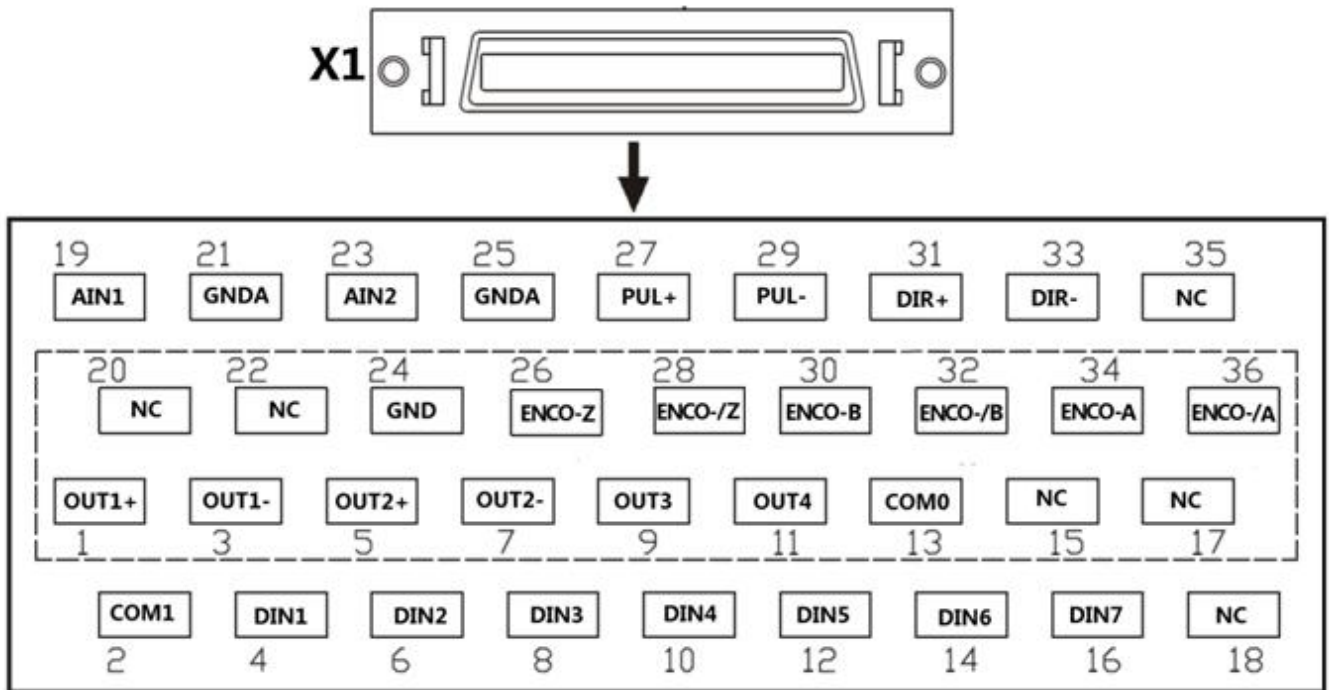 X1
19 21 23 25 27 29 31 33 35
AIN1 GNDA AIN2 GNDA PUL+ PUL- DIR+ DIR- NC
20 22 24 26 28 30 32 34 36
NC NC GND ENCO-Z ENCO-/Z ENCO-B ENCO-/B ENCO-A ENCO-/A
OUT1+ OUT1- OUT2+ OUT2- OUT3 OUT4 COM0 NC NC
1 3 5 7 9 11 13 15 17
COM1 DIN1 DIN2 DIN3 DIN4 DIN5 DIN6 DIN7 NC
2 4 6 8 10 12 14 16 18